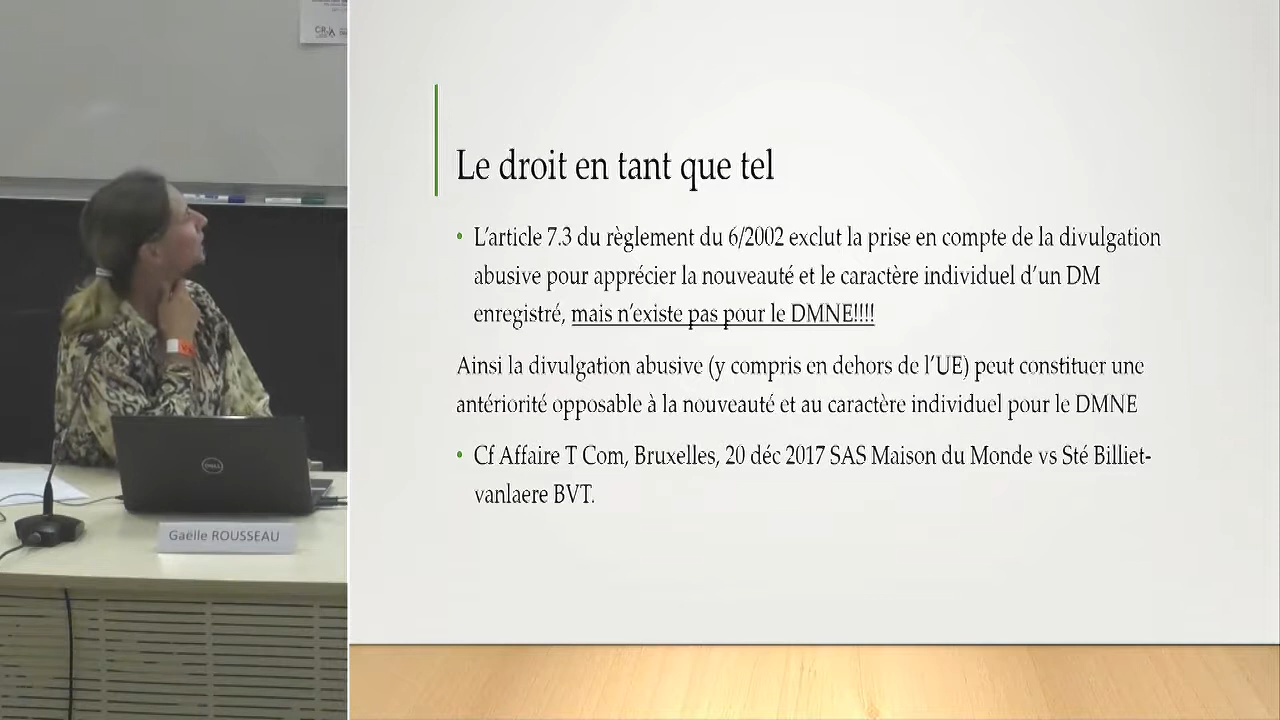 Le droit en tant que tel
• L'article 7.3 du règlement du 6/2002 exclut la prise en compte de la divulgation
abusive pour apprécier la nouveauté et le caractère individuel d'un DM
enregistré, mais n'existe pas pour le DMNE!!!!
Ainsi la divulgation abusive (y compris en dehors de l'UE) peut constituer une
antériorité opposable à la nouveauté et au caractère individuel pour le DMNE
• Cf Affaire T Com, Bruxelles, 20 déc 2017 SAS Maison du Monde vs Sté Billiet-
vanlaere BVT.
DELL
Gaëlle ROUSSEAU